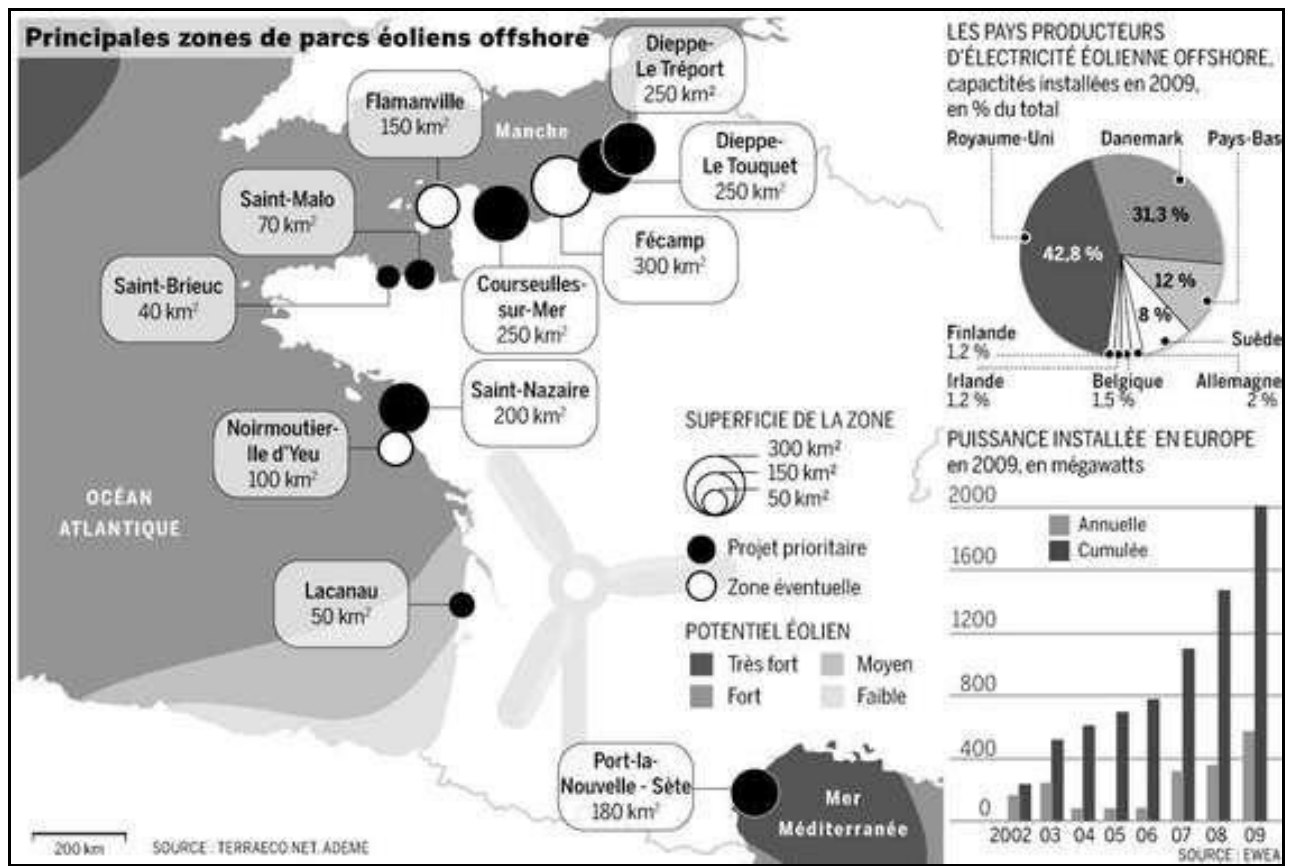 Principales zones de parcs éoliens offshore
Dieppe-
Le Tréport
250 km²
Flamanville
150 km²
Manche
Dieppe-
Le Touquet
250 km²
Saint-Malo
70 km²
Fécamp
300 km²
Saint-Brieuc
40 km²
Courseulles-
sur-Mer
250 km²
Saint-Nazaire
200 km²
Noirmoutier-
Ile d'Yeu
100 km²
OCÉAN
ATLANTIQUE
Lacanau
50 km²
Port-la-
Nouvelle - Sète
180 km²
Mer
Méditerranée
SUPERFICIE DE LA ZONE
300 km²
150 km²
50 km²
Projet prioritaire
Zone éventuelle
POTENTIEL ÉOLIEN
Très fort
Moyen
Fort
Faible
200 km
SOURCE : TERRAECO.NET. ADEME
LES PAYS PRODUCTEURS
D'ÉLECTRICITÉ ÉOLIENNE OFFSHORE,
capactités installées en 2009,
en % du total
Royaume-Uni
Danemark
Pays-Bas
31,3 %
42,8 %
12 %
8 %
Finlande
1,2 %
Suède
Irlande
1,2 %
Belgique
1,5 %
Allemagne
2 %
PUISSANCE INSTALLÉE EN EUROPE
en 2009, en mégawatts
2000
Annuelle
Cumulée
1600
1200
800
400
0
2002 03 04 05 06 07 08 09
SOURCE : EWEA